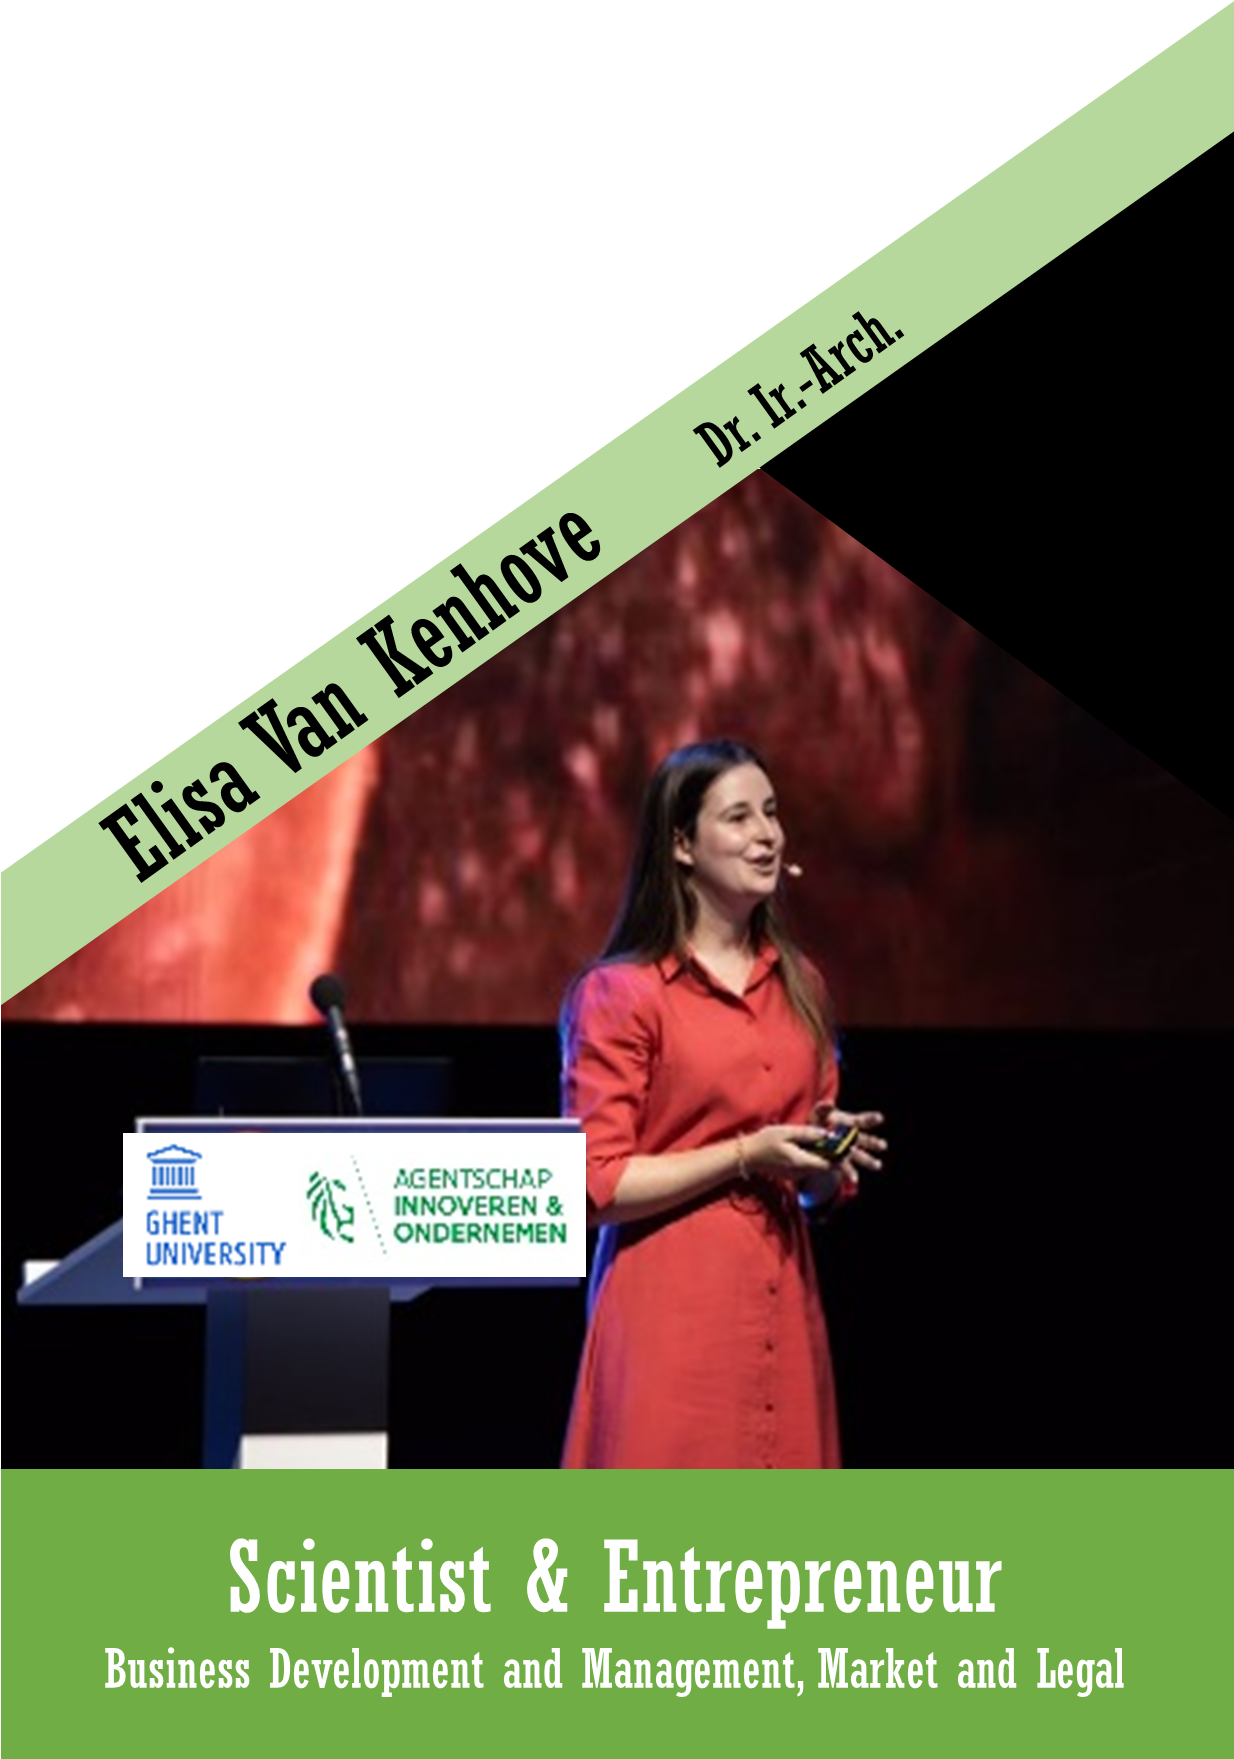 Dr. Ir.-Arch.
Elisa Van Kenhove
GHENT
UNIVERSITY
AGENTSCHAP
INNOVEREN &
ONDERNEMEN
Scientist & Entrepreneur
Business Development and Management, Market and Legal